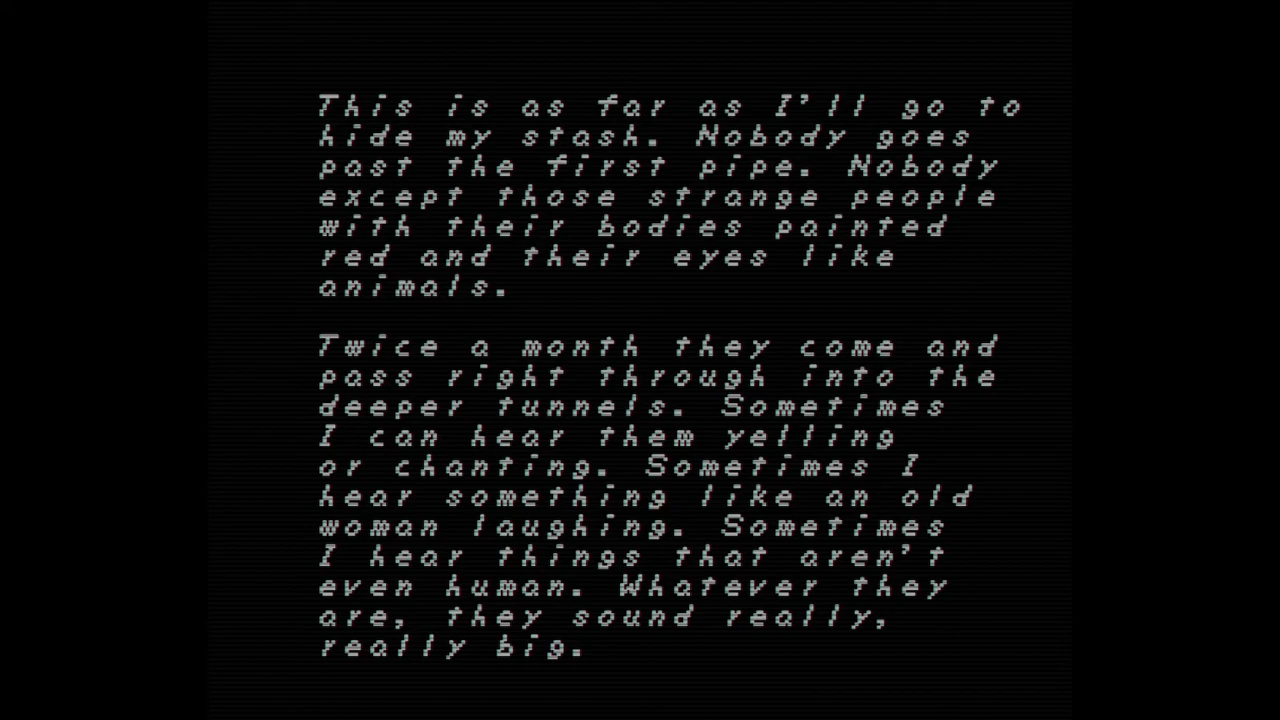 This is as far as I'll go to
hide my stash. Nobody goes
past the first pipe. Nobody
except those strange people
with their bodies painted
red and their eyes like
animals.
Twice a month they come and
pass right through into the
deeper tunnels. Sometimes
I can hear them yelling
or chanting. Sometimes I
hear something like an old
woman laughing. Sometimes
I hear things that aren't
even human. Whatever they
are, they sound really,
really big.